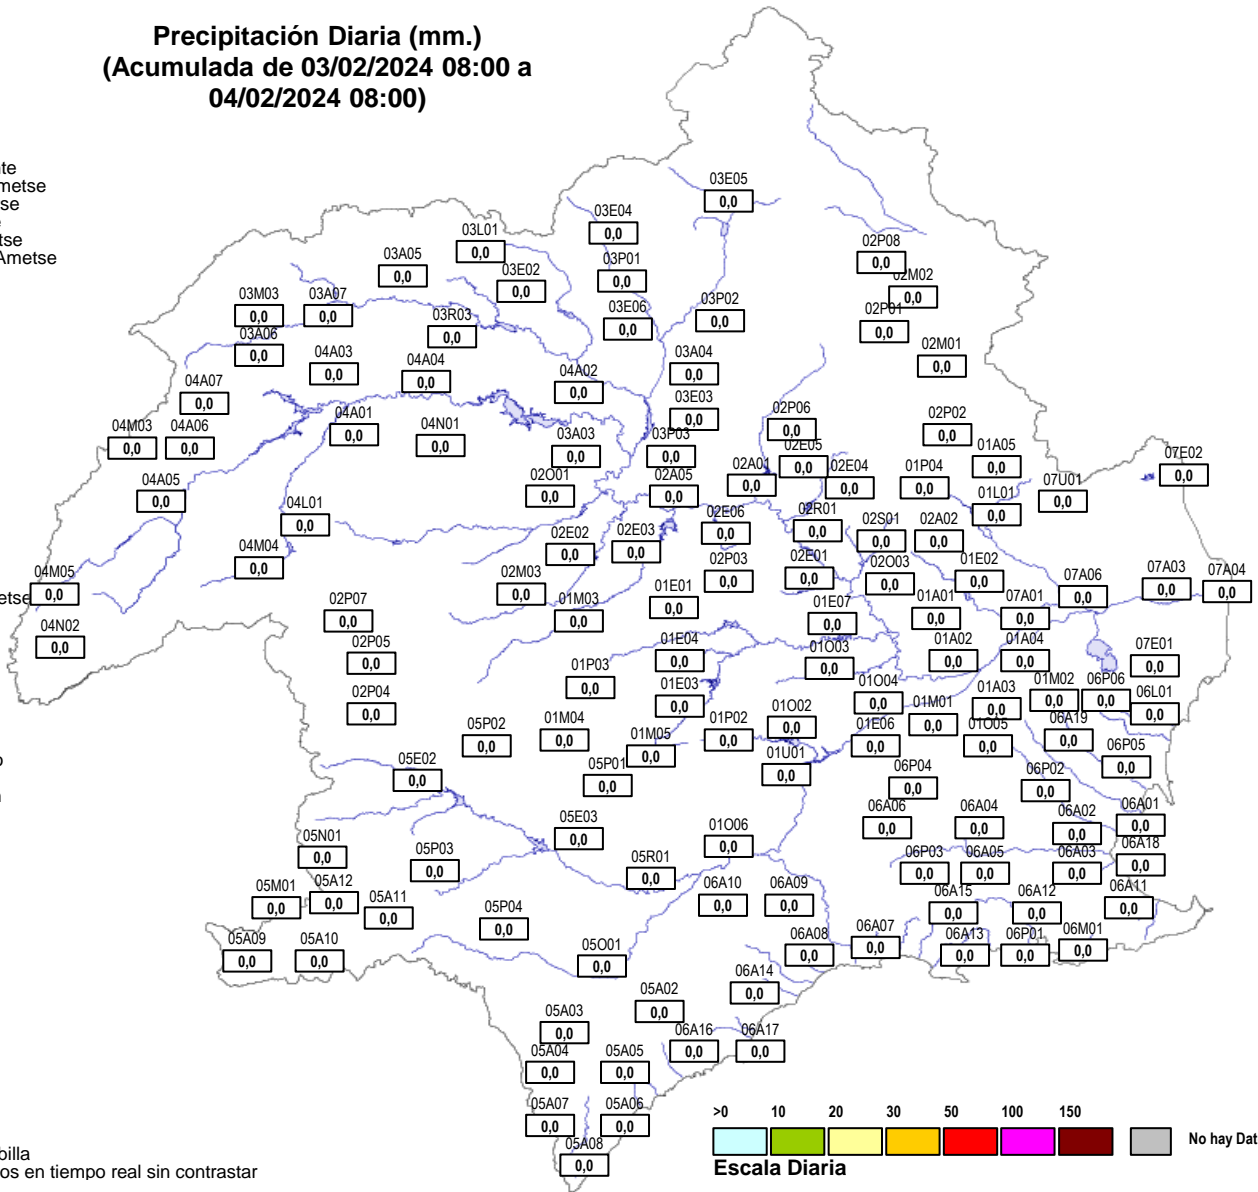 Precipitación Diaria (mm.)
(Acumulada de 03/02/2024 08:00 a
04/02/2024 08:00)
03E05
0,0
03E04
0,0
03L01
0,0
03A05
0,0
03E02
0,0
03P01
0,0
02P08
0,0
02M02
0,0
03M03
0,0
03A07
0,0
03R03
0,0
03E06
0,0
03P02
0,0
02P01
0,0
03A06
0,0
04A03
0,0
04A04
0,0
04A02
0,0
03A04
0,0
02M01
0,0
04A07
0,0
03E03
0,0
04M03
0,0
04A06
0,0
04A01
0,0
04N01
0,0
03A03
0,0
03P03
0,0
02P06
0,0
02P02
0,0
02E05
0,0
01A05
0,0
07E02
0,0
04A05
0,0
02O01
0,0
02A05
0,0
02A01
0,0
02E04
0,0
01P04
0,0
01L01
0,0
07U01
0,0
04L01
0,0
02E06
0,0
02R01
0,0
02S01
0,0
02A02
0,0
02E02
0,0
02E03
0,0
04M04
0,0
04M05
0,0
02M03
0,0
02P03
0,0
02E01
0,0
02O03
0,0
01E02
0,0
07A06
0,0
07A03
0,0
07A04
0,0
01M03
0,0
01E01
0,0
01E07
0,0
01A01
0,0
07A01
0,0
02P07
0,0
04N02
0,0
02P05
0,0
01E04
0,0
01O03
0,0
01A02
0,0
01A04
0,0
07E01
0,0
01P03
0,0
01E03
0,0
02P04
0,0
01O04
0,0
01M01
0,0
01A03
0,0
01M02
0,0
06P06
0,0
06L01
0,0
05P02
0,0
01M04
0,0
01M05
0,0
01P02
0,0
01O02
0,0
01E06
0,0
01O05
0,0
06A19
0,0
06P05
0,0
05E02
0,0
05P01
0,0
01U01
0,0
06P04
0,0
06P02
0,0
05E03
0,0
01O06
0,0
06A06
0,0
06A04
0,0
06A02
0,0
06A01
0,0
05N01
0,0
05P03
0,0
05R01
0,0
06P03
0,0
06A05
0,0
06A03
0,0
06A18
0,0
05M01
0,0
05A12
0,0
05A11
0,0
06A10
0,0
06A09
0,0
06A15
0,0
06A12
0,0
06A11
0,0
05P04
0,0
05A09
0,0
05A10
0,0
05O01
0,0
06A08
0,0
06A07
0,0
06A13
0,0
06P01
0,0
06M01
0,0
06A14
0,0
05A02
0,0
05A03
0,0
06A16
0,0
06A17
0,0
05A04
0,0
05A05
0,0
05A07
0,0
05A06
0,0
05A08
0,0
>0 10 20 30 50 100 150
No hay Dat
Escala Diaria
en tiempo real sin contrastar